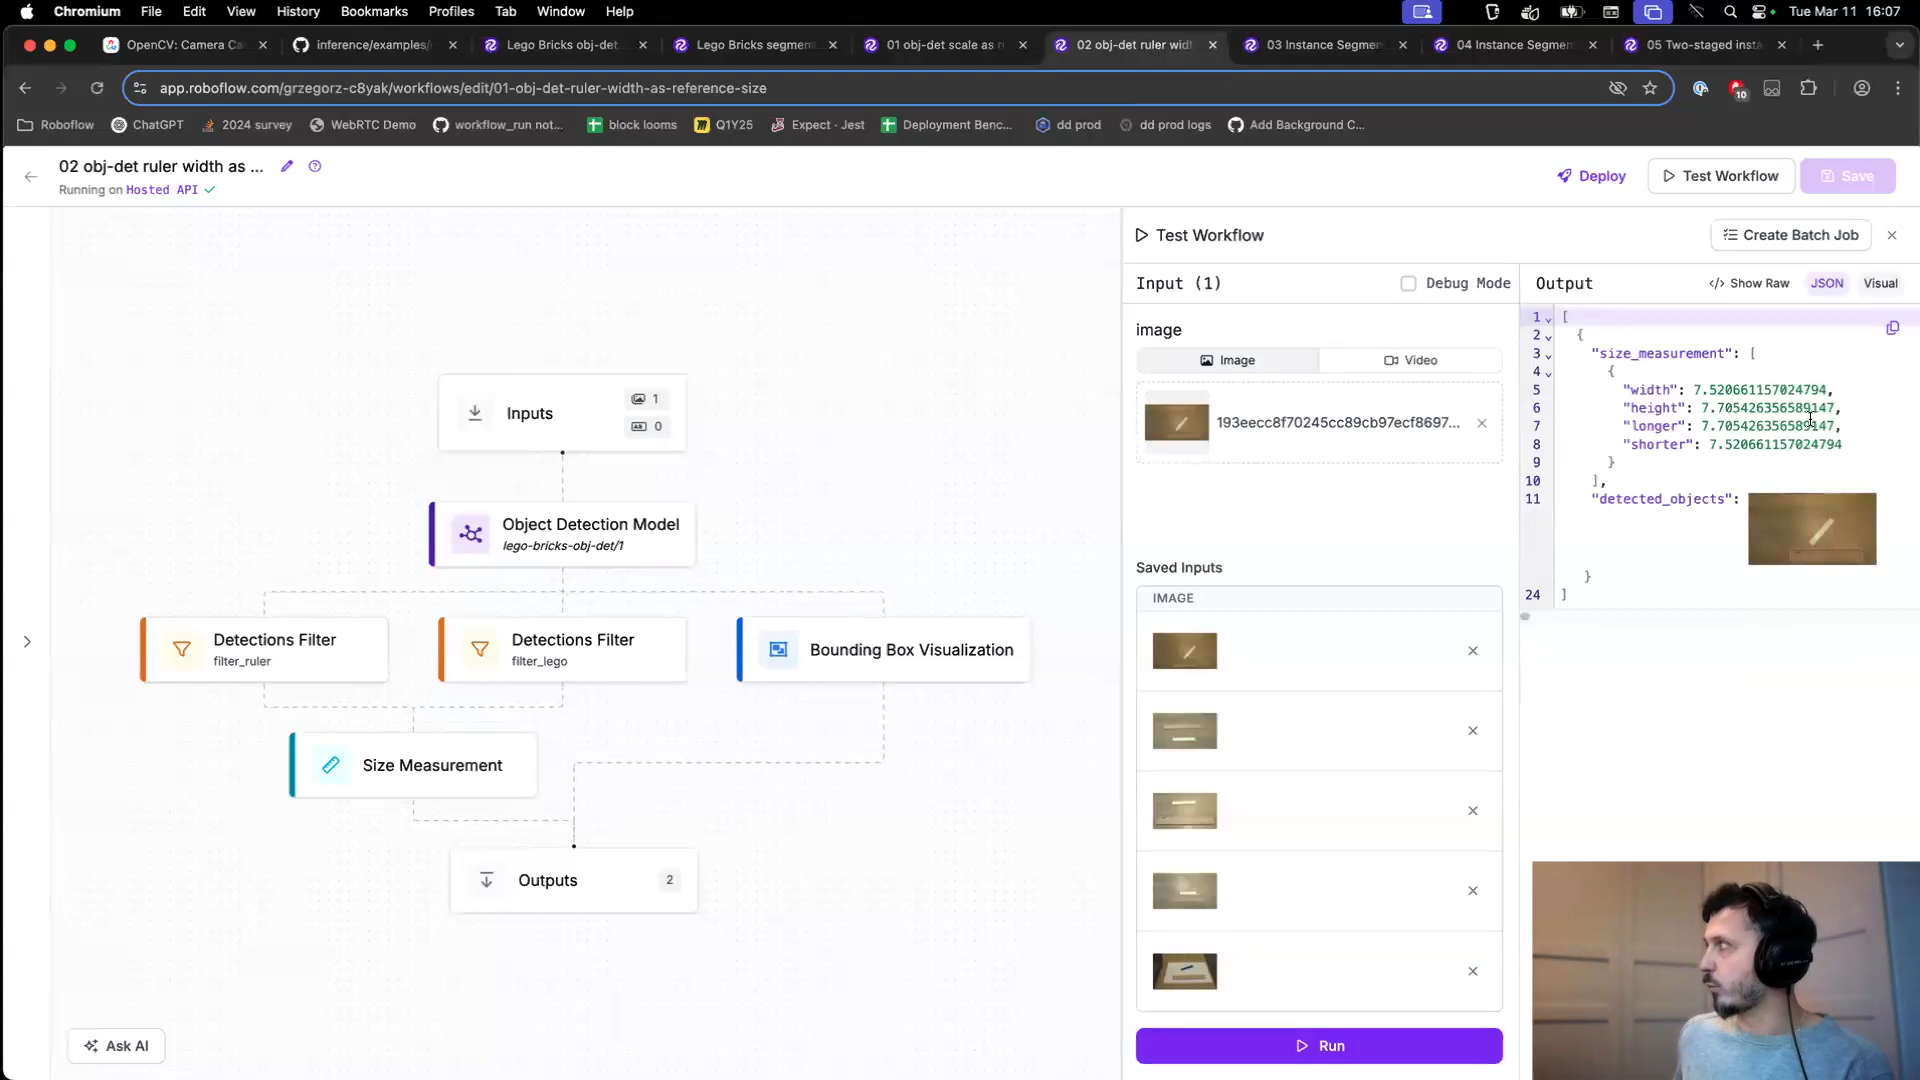 Chromium File Edit View History Bookmarks Profiles Tab Window Help Tue Mar 11 16:07
OpenCV: Camera Ca inference/examples/ Lego Bricks obj-det. Lego Bricks segmen 01 obj-det scale as r 02 obj-det ruler widt 03 Instance Segmen 04 Instance Segmen 05 Two-staged insta
app.roboflow.com/grzegorz-c8yak/workflows/edit/01-obj-det-ruler-width-as-reference-size
10
Roboflow ChatGPT 2024 survey WebRTC Demo workflow_run not... block looms Q1Y25 Expect - Jest Deployment Benc... dd prod dd prod logs Add Background C...
02 obj-det ruler width as ...
Running on Hosted API
Deploy
Test Workflow
Save
Inputs
1
0
Object Detection Model
lego-bricks-obj-det/1
Detections Filter
filter_ruler
Detections Filter
filter_lego
Bounding Box Visualization
Size Measurement
Outputs
2
Ask AI
Test Workflow
Create Batch Job
Input (1)
Debug Mode
image
Image
Video
193eecc8f70245cc89cb97ecf8697...
Saved Inputs
IMAGE
Run
Output
</> Show Raw
JSON
Visual
1 [
2 {
3 "size_measurement": [
4 {
5 "width": 7.520661157024794,
6 "height": 7.705426356589147,
7 "longer": 7.705426356589147,
8 "shorter": 7.520661157024794
9 }
10 ],
11 "detected_objects":
}
24 ]